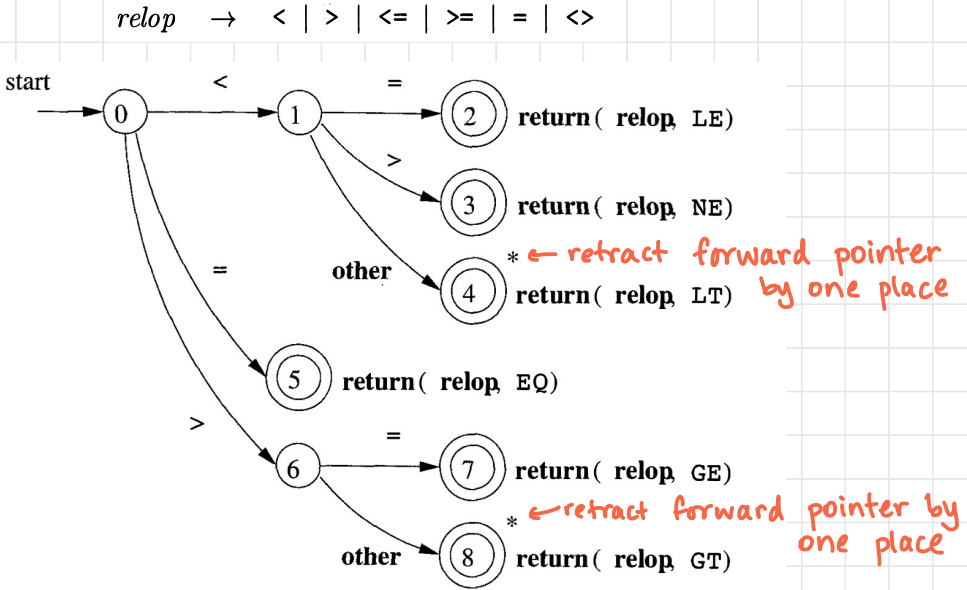 relop → < | > | <= | >= | = | <>
start
0
<
1
=
2
return( relop, LE)
>
3
return( relop, NE)
other
4
* ← retract forward pointer
by one place
return( relop, LT)
=
5
return( relop, EQ)
>
6
=
7
return( relop, GE)
other
8
* ← retract forward pointer by
one place
return( relop, GT)